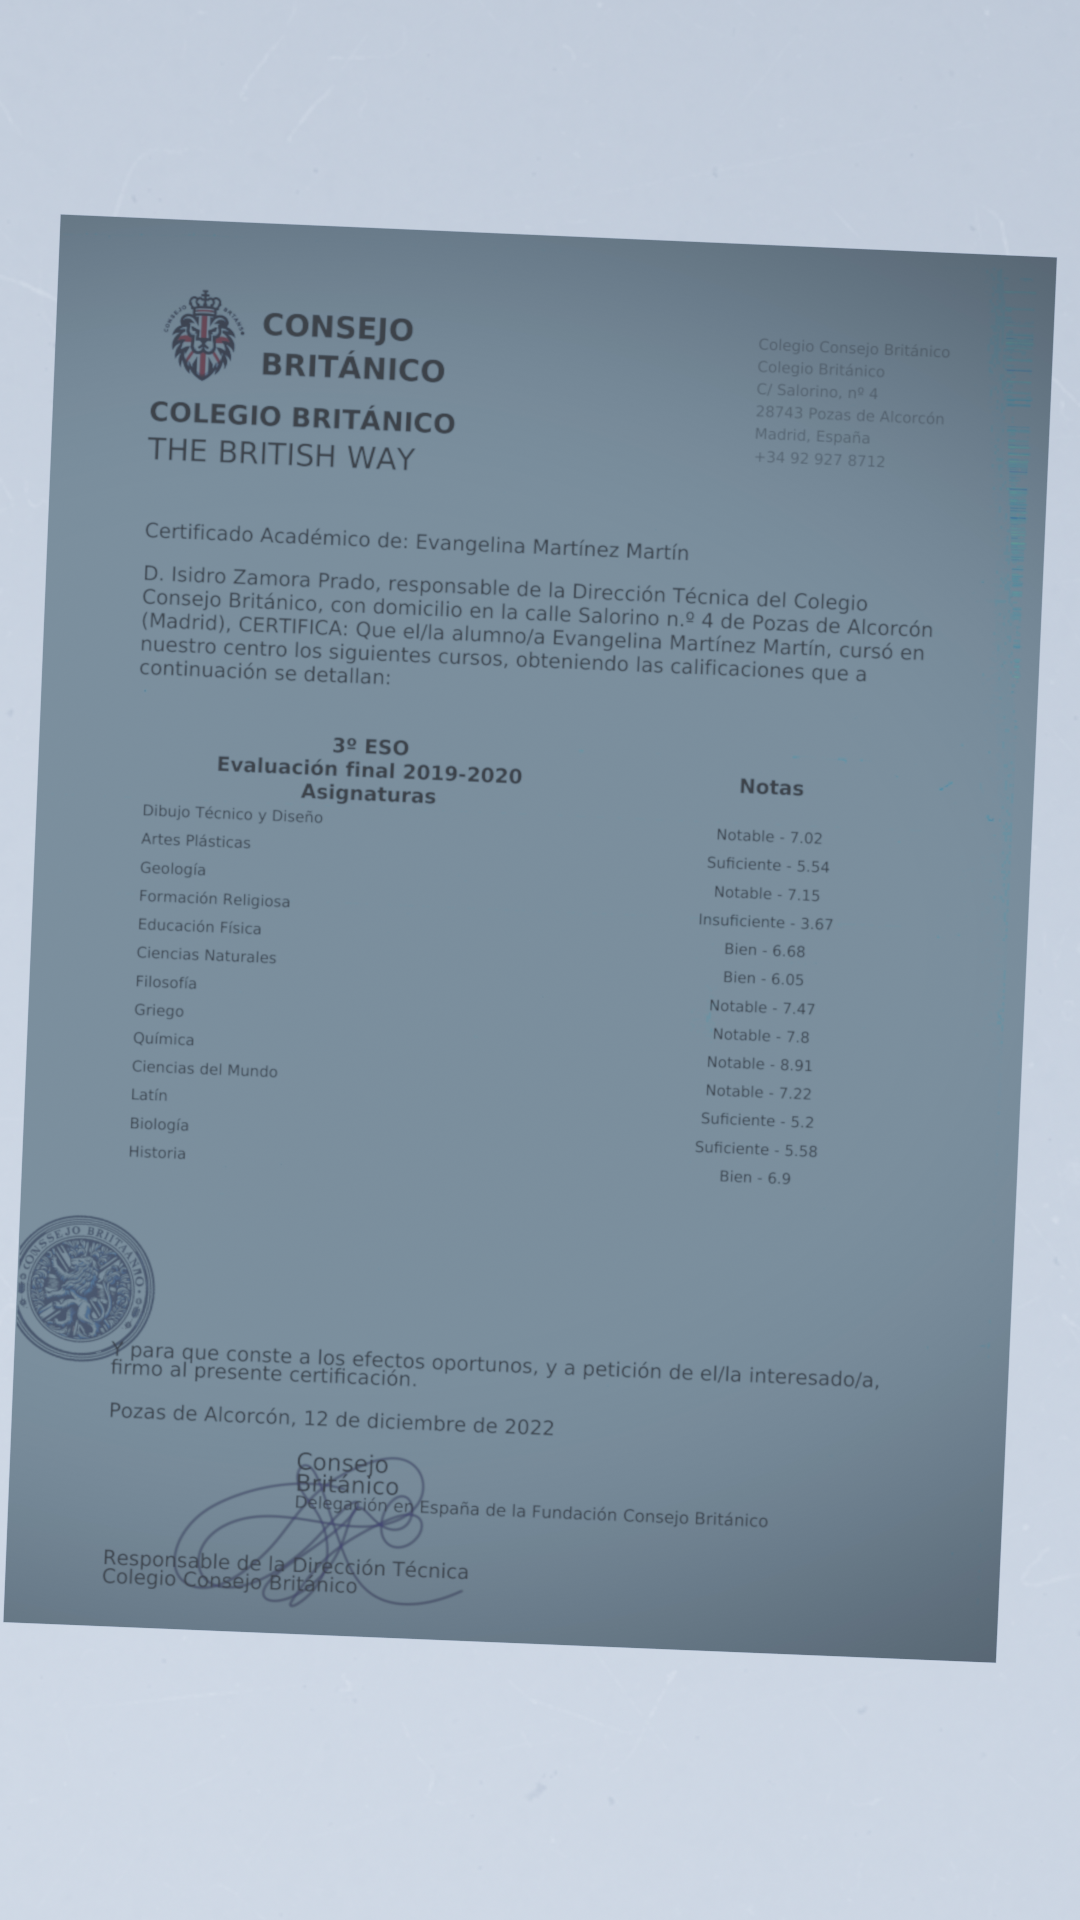 CONSEJO
BRITÁNICO
COLEGIO BRITÁNICO
THE BRITISH WAY
Colegio Consejo Británico
Colegio Británico
C/ Salorino, nº 4
28743 Pozas de Alcorcón
Madrid, España
+34 92 927 8712
Certificado Académico de: Evangelina Martínez Martín
D. Isidro Zamora Prado, responsable de la Dirección Técnica del Colegio
Consejo Británico, con domicilio en la calle Salorino n.º 4 de Pozas de Alcorcón
(Madrid), CERTIFICA: Que el/la alumno/a Evangelina Martínez Martín, cursó en
nuestro centro los siguientes cursos, obteniendo las calificaciones que a
continuación se detallan:
3º ESO
Evaluación final 2019-2020
Asignaturas Notas
Dibujo Técnico y Diseño Notable - 7.02
Artes Plásticas Suficiente - 5.54
Geología Notable - 7.15
Formación Religiosa Insuficiente - 3.67
Educación Física Bien - 6.68
Ciencias Naturales Bien - 6.05
Filosofía Notable - 7.47
Griego Notable - 7.8
Química Notable - 8.91
Ciencias del Mundo Notable - 7.22
Latín Suficiente - 5.2
Biología Suficiente - 5.58
Historia Bien - 6.9
Y para que conste a los efectos oportunos, y a petición de el/la interesado/a,
firmo al presente certificación.
Pozas de Alcorcón, 12 de diciembre de 2022
Consejo
Británico
Delegación en España de la Fundación Consejo Británico
Responsable de la Dirección Técnica
Colegio Consejo Británico